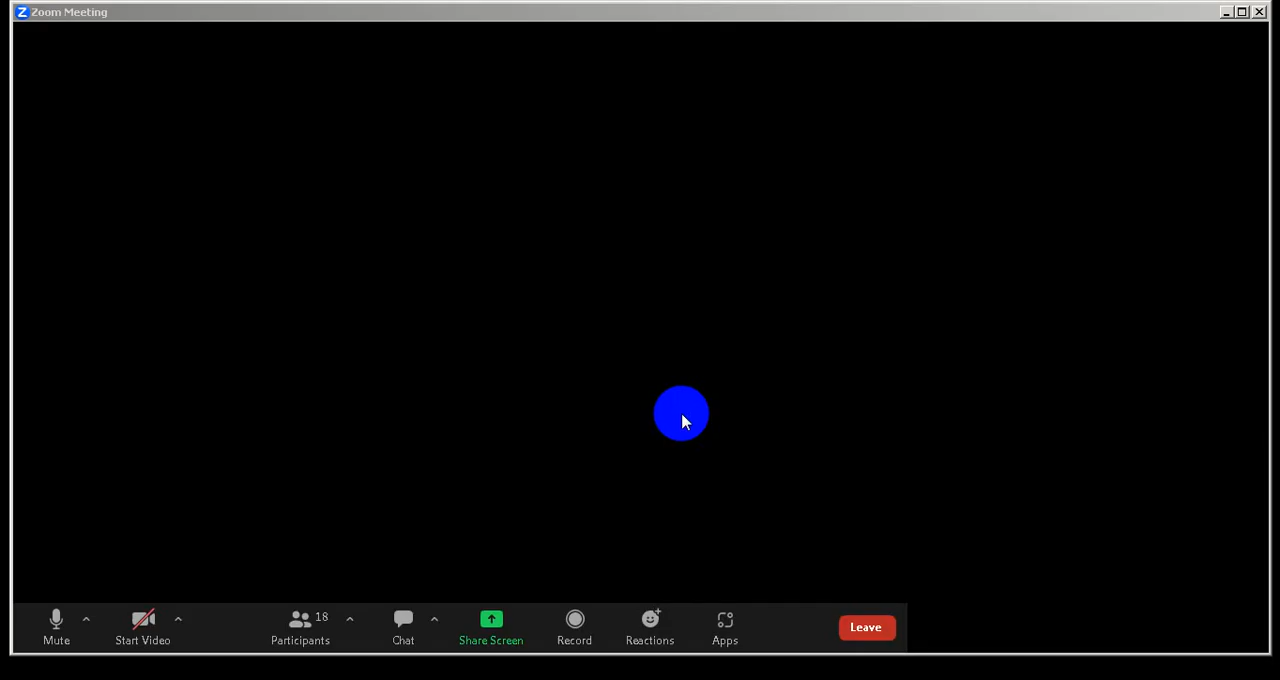 Z Zoom Meeting
18
Mute Start Video Participants Chat Share Screen Record Reactions Apps Leave